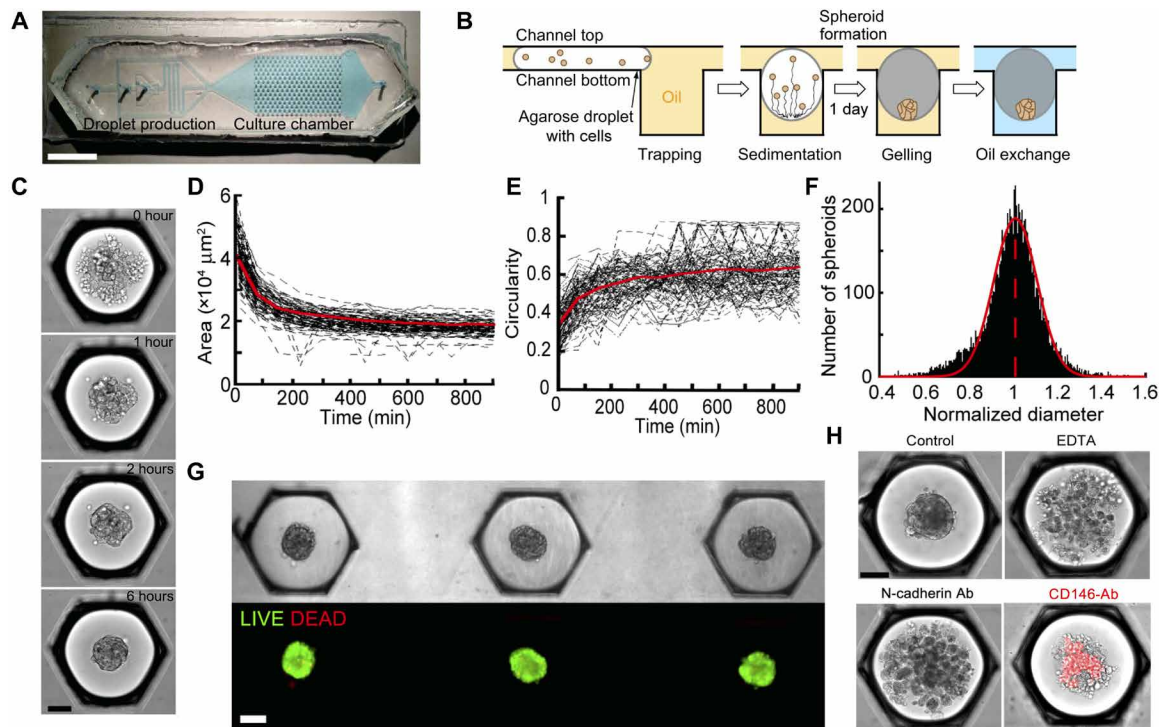 A
Droplet production
Culture chamber
B
Channel top
Channel bottom
Agarose droplet
with cells
Oil
Trapping
Sedimentation
Spheroid
formation
1 day
Gelling
Oil exchange
C
0 hour
1 hour
2 hours
6 hours
D
Area (×10⁴ μm²)
6
4
2
0
200
400
600
800
Time (min)
E
Circularity
1
0.8
0.6
0.4
0.2
0
0
200
400
600
800
Time (min)
F
Number of spheroids
200
100
0
0.4
0.6
0.8
1
1.2
1.4
1.6
Normalized diameter
G
LIVE DEAD
H
Control
EDTA
N-cadherin Ab
CD146-Ab